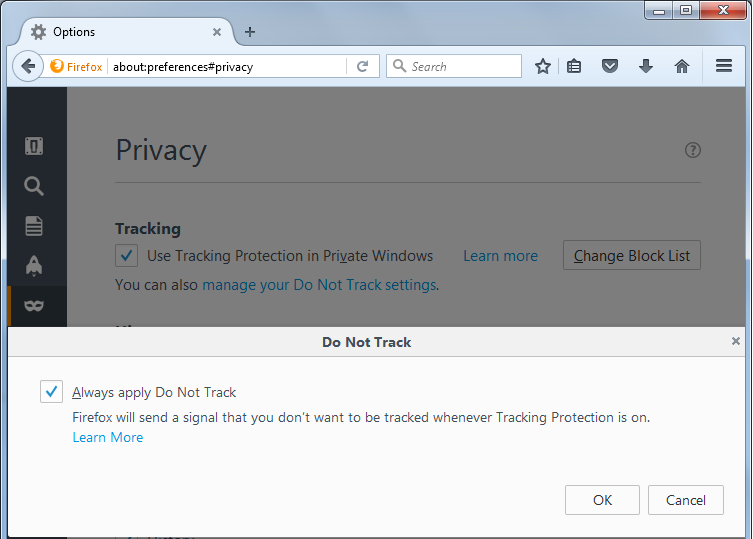 Options
Firefox
about:preferences#privacy
Search
Privacy
Tracking
Use Tracking Protection in Private Windows Learn more Change Block List
You can also manage your Do Not Track settings.
Do Not Track
Always apply Do Not Track
Firefox will send a signal that you don't want to be tracked whenever Tracking Protection is on.
Learn More
OK Cancel